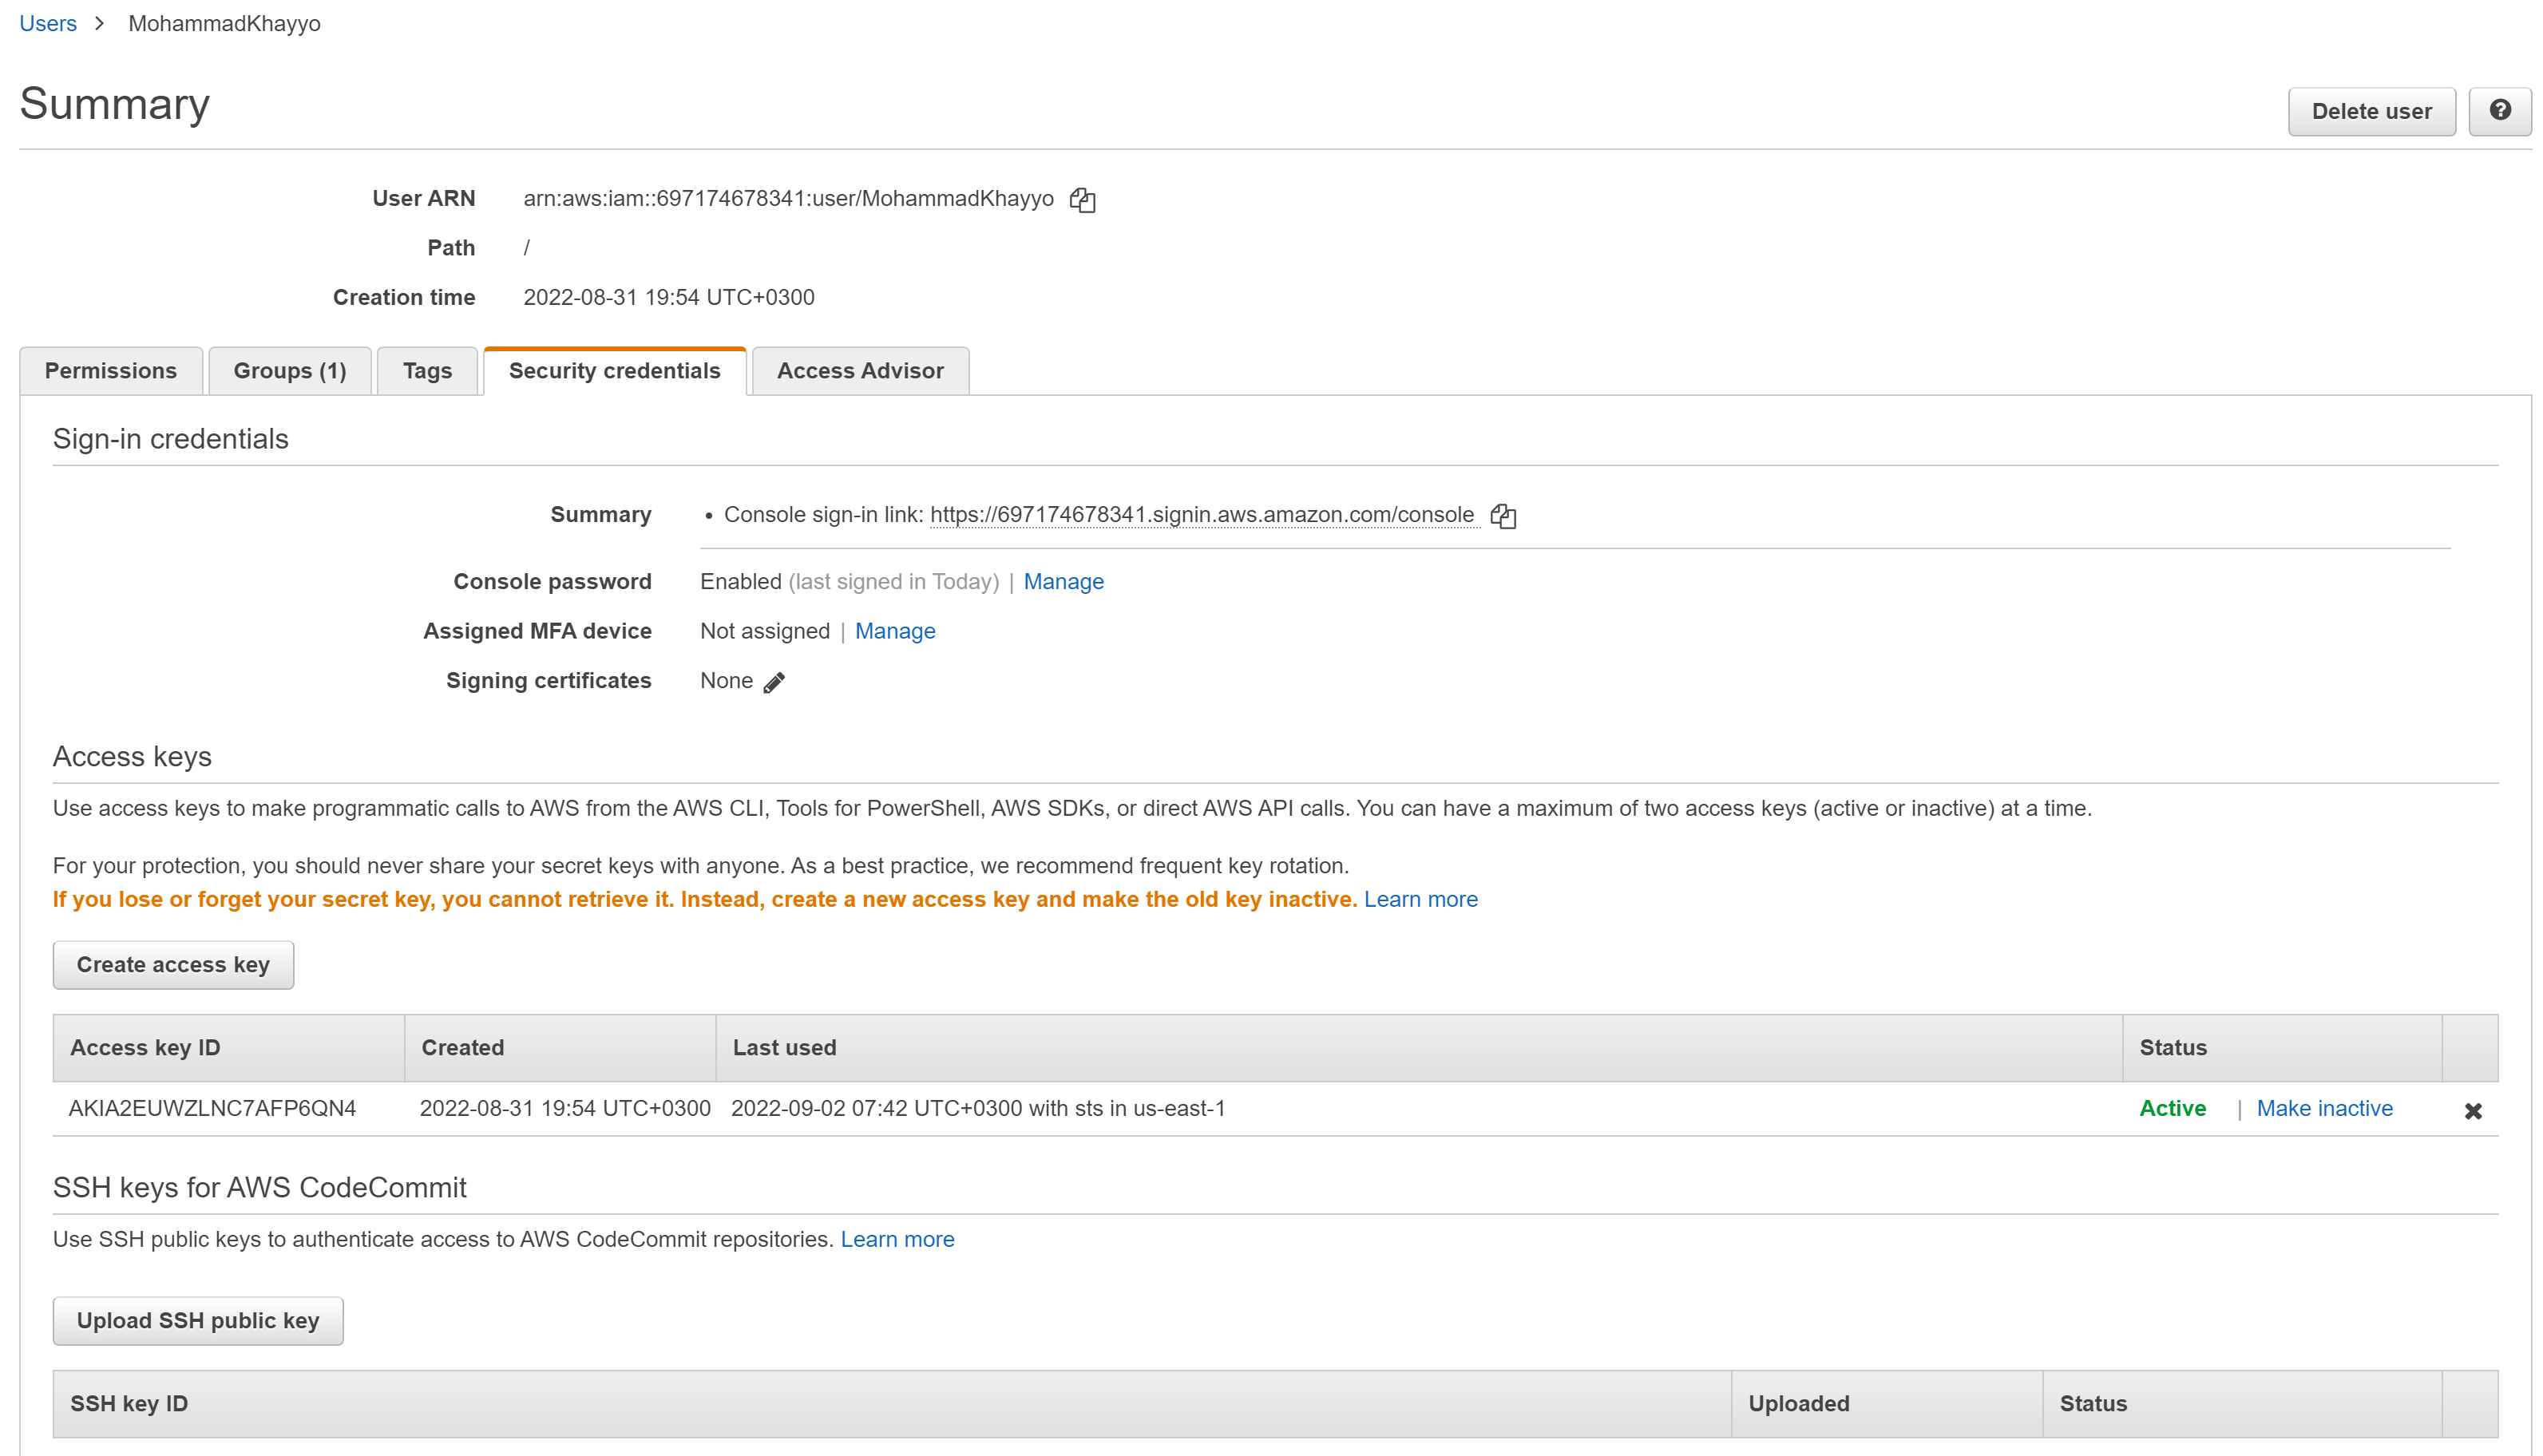 Users > MohammadKhayyo
Summary
Delete user
?
User ARN arn:aws:iam::697174678341:user/MohammadKhayyo
Path /
Creation time 2022-08-31 19:54 UTC+0300
Permissions Groups (1) Tags Security credentials Access Advisor
Sign-in credentials
Summary • Console sign-in link: https://697174678341.signin.aws.amazon.com/console
Console password Enabled (last signed in Today) | Manage
Assigned MFA device Not assigned | Manage
Signing certificates None
Access keys
Use access keys to make programmatic calls to AWS from the AWS CLI, Tools for PowerShell, AWS SDKs, or direct AWS API calls. You can have a maximum of two access keys (active or inactive) at a time.
For your protection, you should never share your secret keys with anyone. As a best practice, we recommend frequent key rotation.
If you lose or forget your secret key, you cannot retrieve it. Instead, create a new access key and make the old key inactive. Learn more
Create access key
Access key ID Created Last used Status
AKIA2EUWZLNC7AFP6QN4 2022-08-31 19:54 UTC+0300 2022-09-02 07:42 UTC+0300 with sts in us-east-1 Active | Make inactive
SSH keys for AWS CodeCommit
Use SSH public keys to authenticate access to AWS CodeCommit repositories. Learn more
Upload SSH public key
SSH key ID Uploaded Status